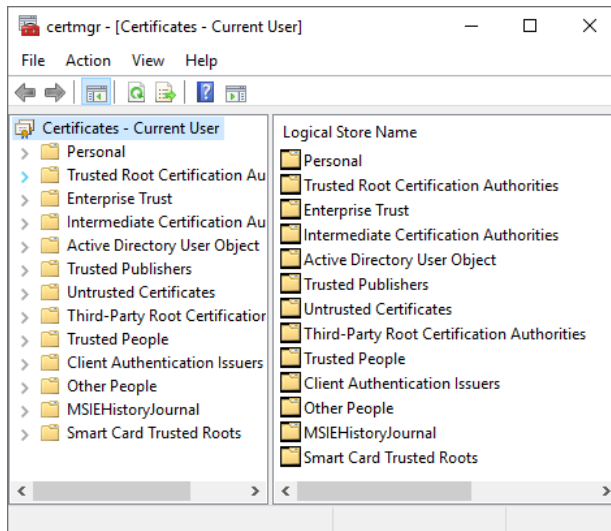 certmgr - [Certificates - Current User]
File Action View Help
Certificates - Current User
Personal
Trusted Root Certification Au
Enterprise Trust
Intermediate Certification Au
Active Directory User Object
Trusted Publishers
Untrusted Certificates
Third-Party Root Certification
Trusted People
Client Authentication Issuers
Other People
MSIEHistoryJournal
Smart Card Trusted Roots
Logical Store Name
Personal
Trusted Root Certification Authorities
Enterprise Trust
Intermediate Certification Authorities
Active Directory User Object
Trusted Publishers
Untrusted Certificates
Third-Party Root Certification Authorities
Trusted People
Client Authentication Issuers
Other People
MSIEHistoryJournal
Smart Card Trusted Roots